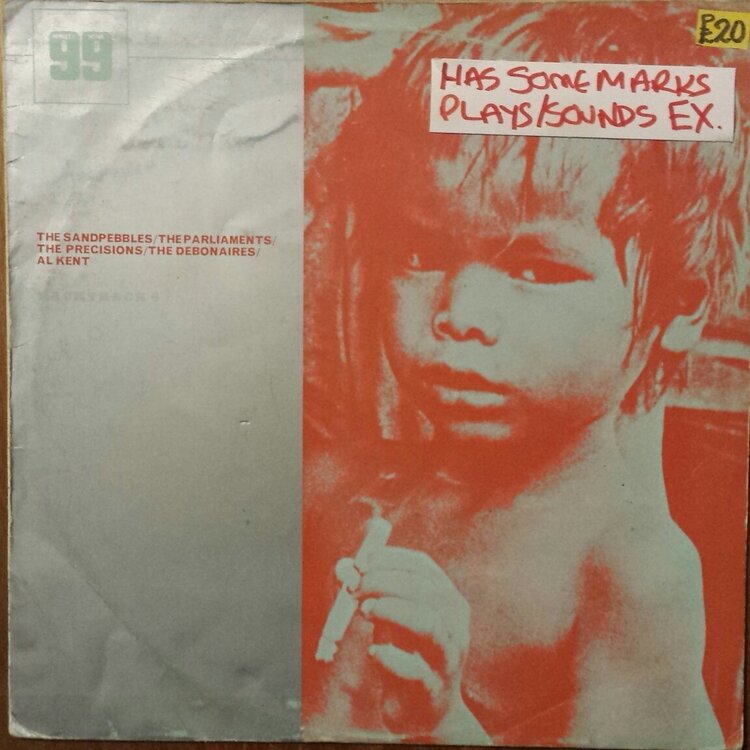 99
P
£20
HAS SOME MARKS
PLAYS/SOUNDS EX.
THE SANDPEBBLES/THE PARLIAMENTS/
THE PRECISIONS/THE DEBONAIRES/
AL KENT